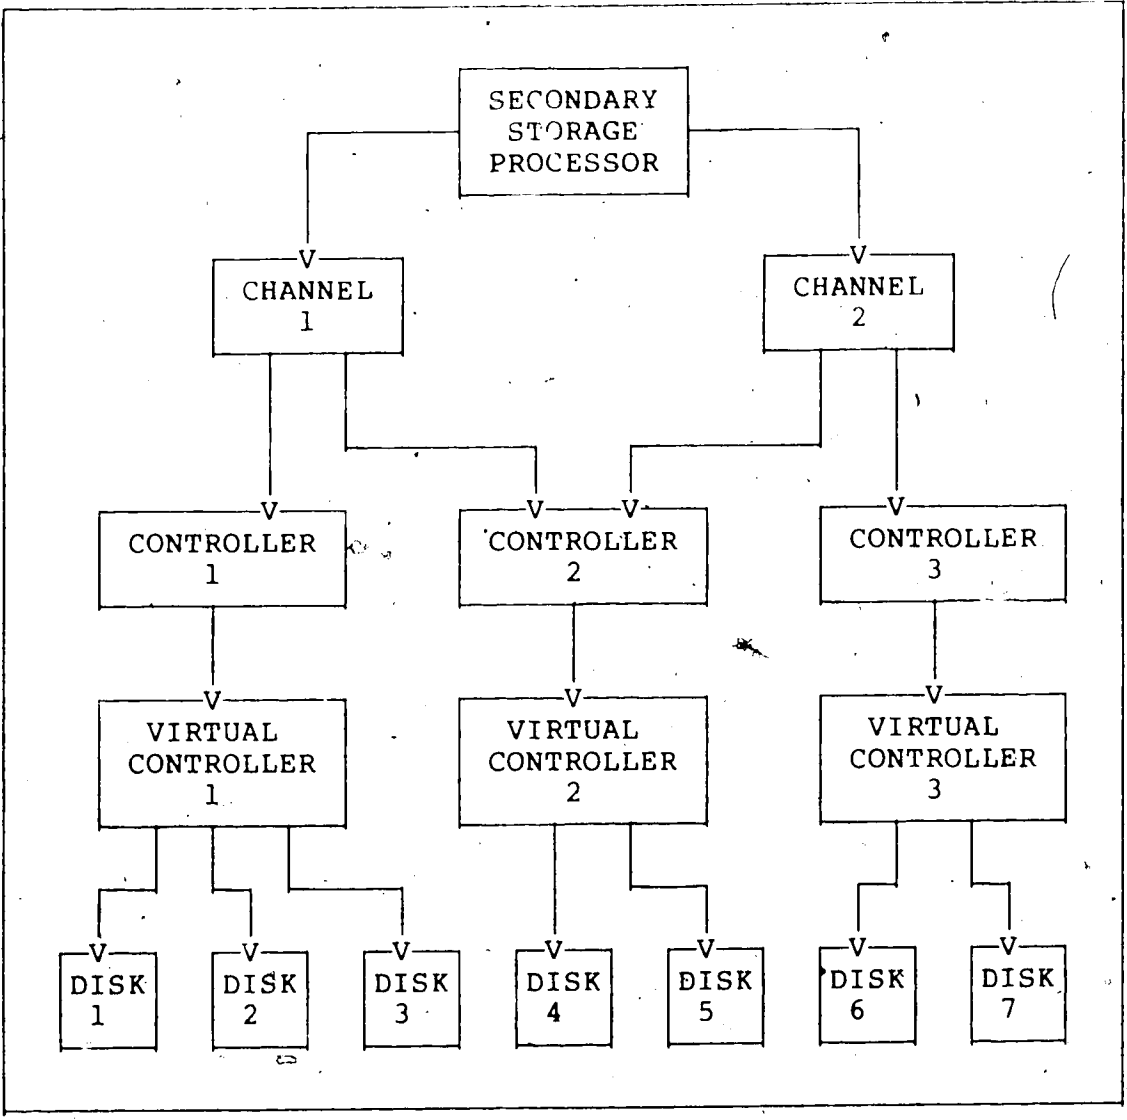 SECONDARY
STORAGE
PROCESSOR
CHANNEL
1
CHANNEL
2
CONTROLLER
1
CONTROLLER
2
CONTROLLER
3
VIRTUAL
CONTROLLER
1
VIRTUAL
CONTROLLER
2
VIRTUAL
CONTROLLER
3
DISK
1
DISK
2
DISK
3
DISK
4
DISK
5
DISK
6
DISK
7